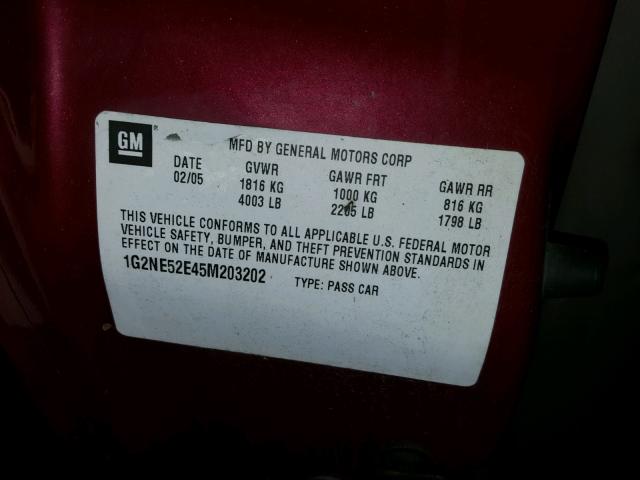 GM ®
MFD BY GENERAL MOTORS CORP
DATE GVWR GAWR FRT GAWR RR
02/05 1816 KG 1000 KG 816 KG
4003 LB 2205 LB 1798 LB
THIS VEHICLE CONFORMS TO ALL APPLICABLE U.S. FEDERAL MOTOR
VEHICLE SAFETY, BUMPER, AND THEFT PREVENTION STANDARDS IN
EFFECT ON THE DATE OF MANUFACTURE SHOWN ABOVE.
1G2NE52E45M203202 TYPE: PASS CAR